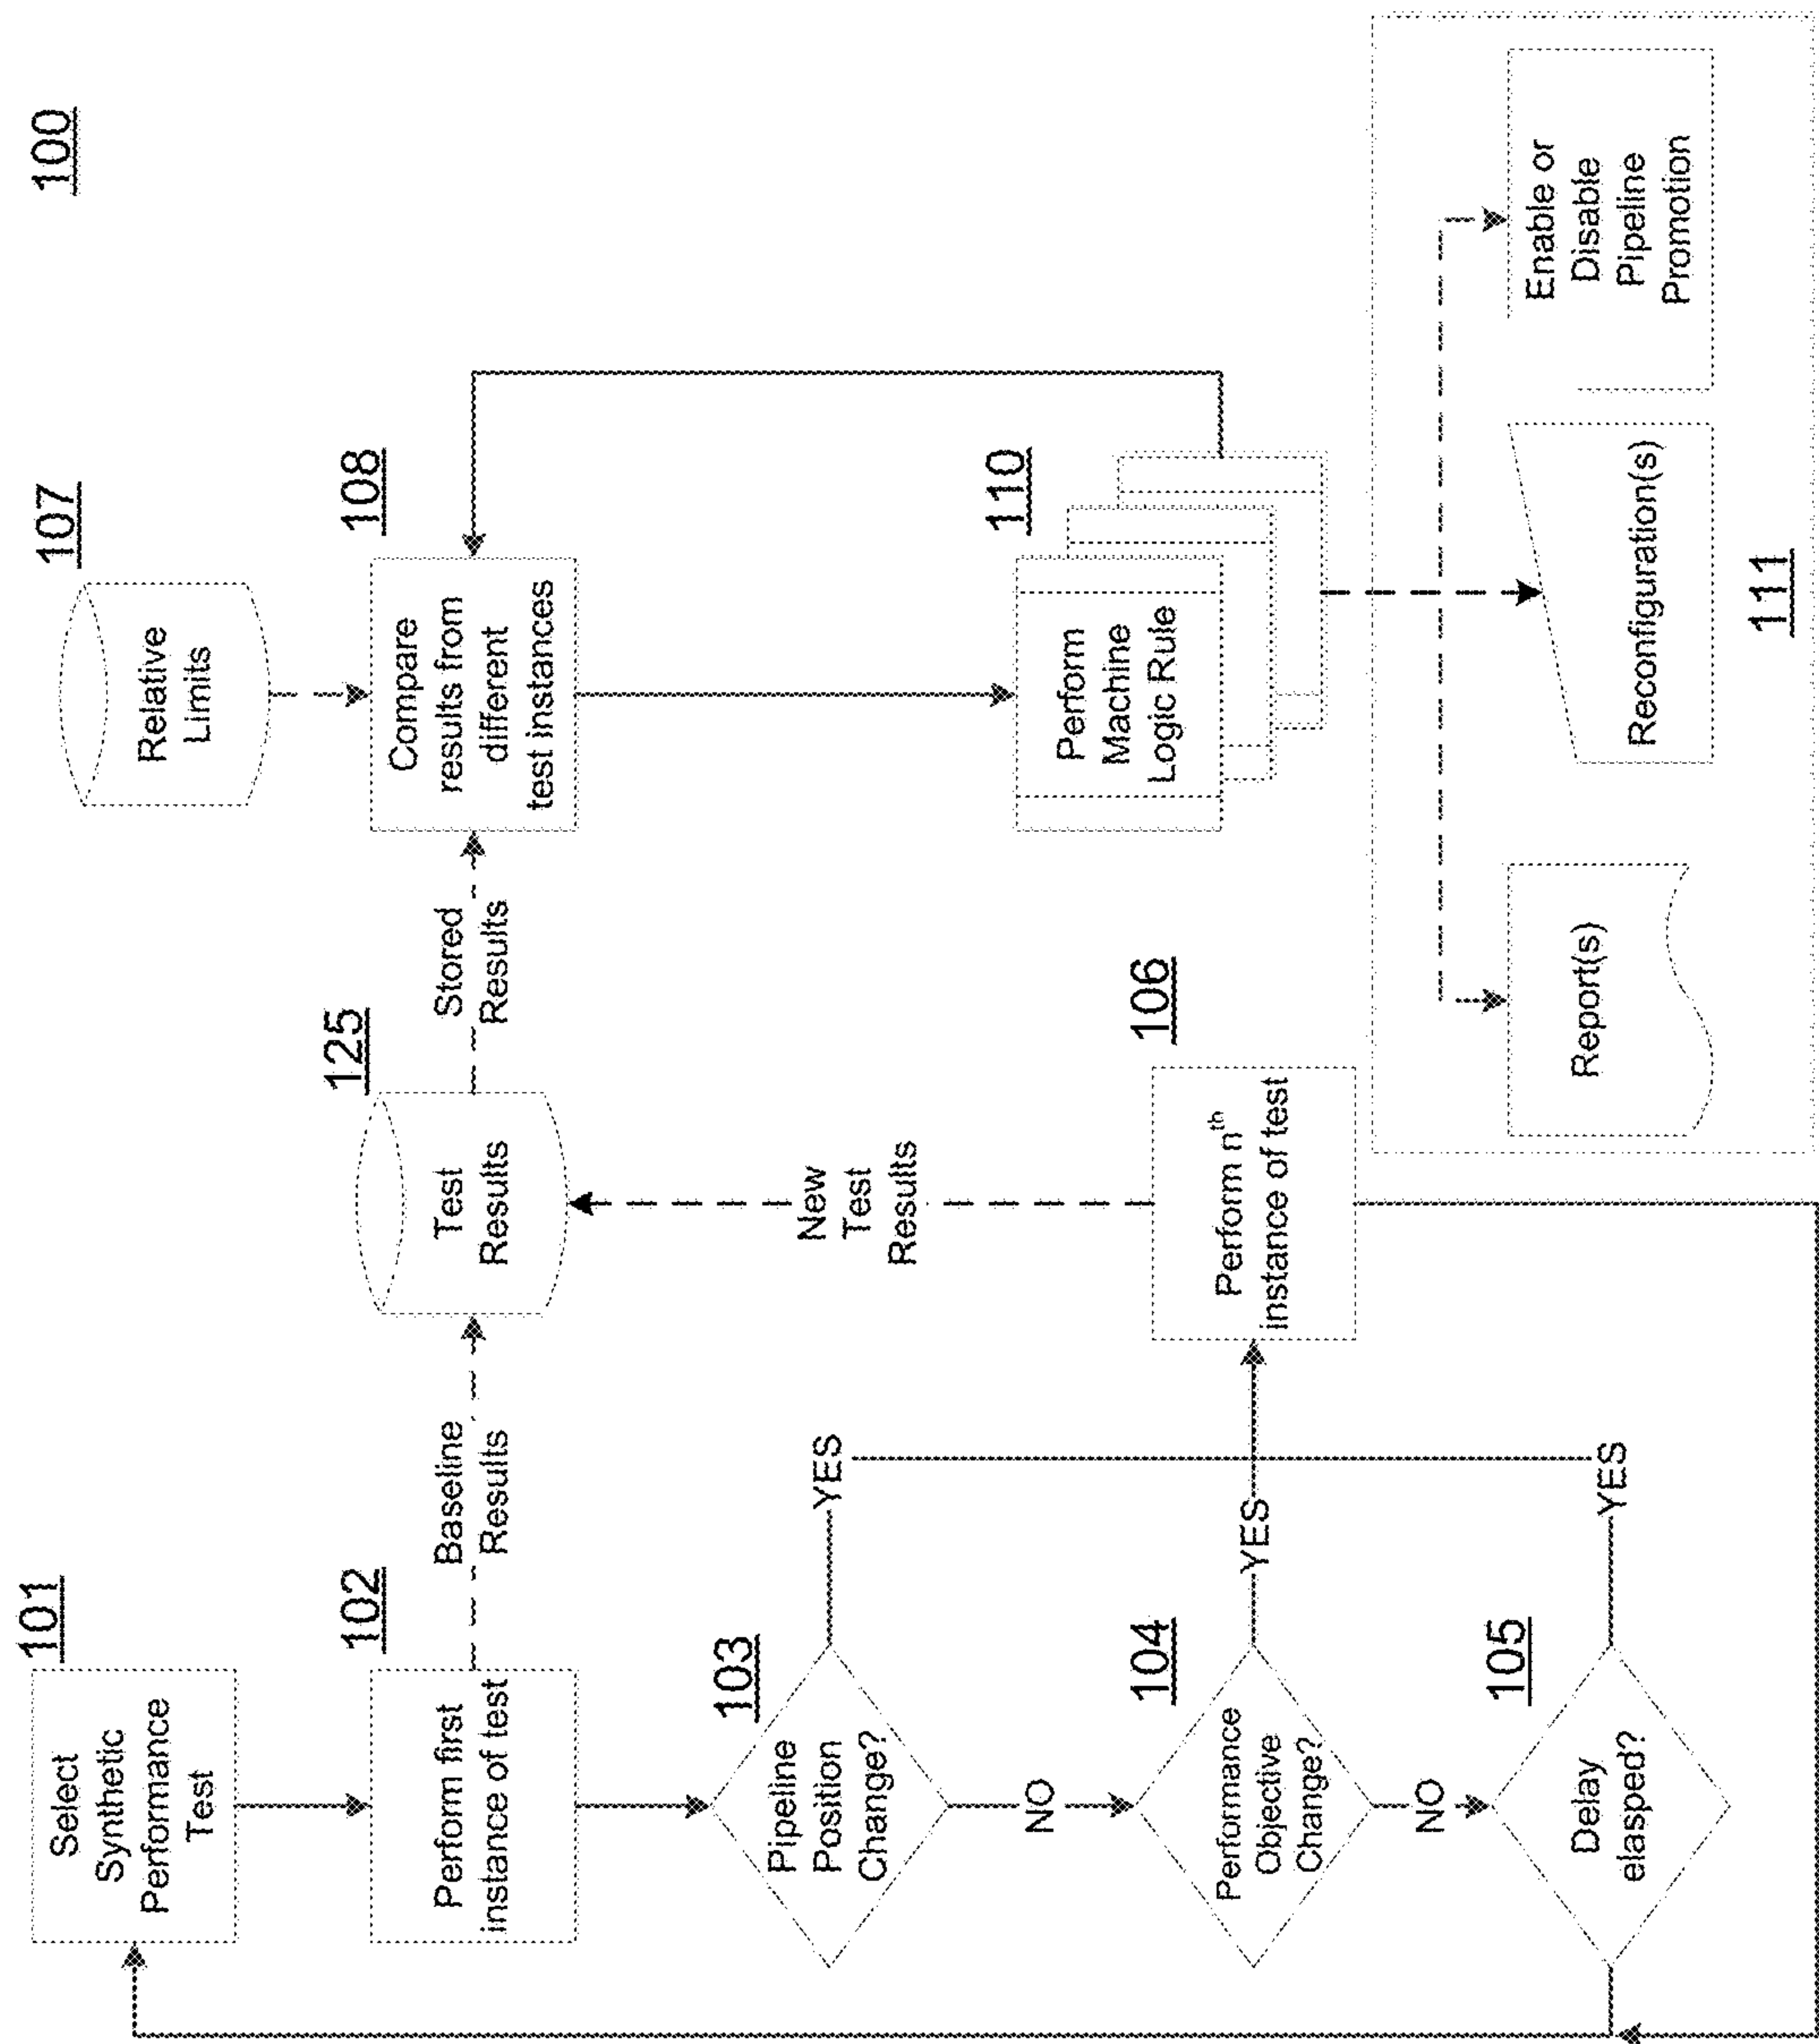 100
101
Select
Synthetic
Performance
Test
102
Perform first
instance of test
Baseline
Results
125
Test
Results
Stored
Results
107
Relative
Limits
108
Compare
results from
different
test instances
103
Pipeline
Position
Change?
YES
NO
104
Performance
Objective
Change?
YES
NO
105
Delay
elasped?
YES
New
Test
Results
106
Perform nth
instance of test
110
Perform
Machine
Logic Rule
Report(s)
Reconfiguration(s)
Enable or
Disable
Pipeline
Promotion
111